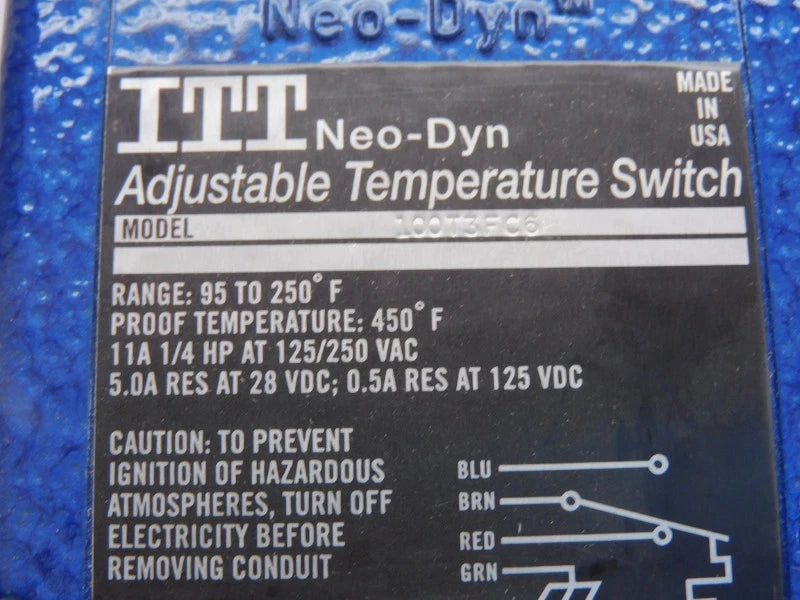 Neo-Dyn™
ITT Neo-Dyn
MADE
IN
USA
Adjustable Temperature Switch
MODEL 100T3FC6
RANGE: 95 TO 250° F
PROOF TEMPERATURE: 450° F
11A 1/4 HP AT 125/250 VAC
5.0A RES AT 28 VDC; 0.5A RES AT 125 VDC
CAUTION: TO PREVENT
IGNITION OF HAZARDOUS
ATMOSPHERES, TURN OFF
ELECTRICITY BEFORE
REMOVING CONDUIT
BLU
BRN
RED
GRN